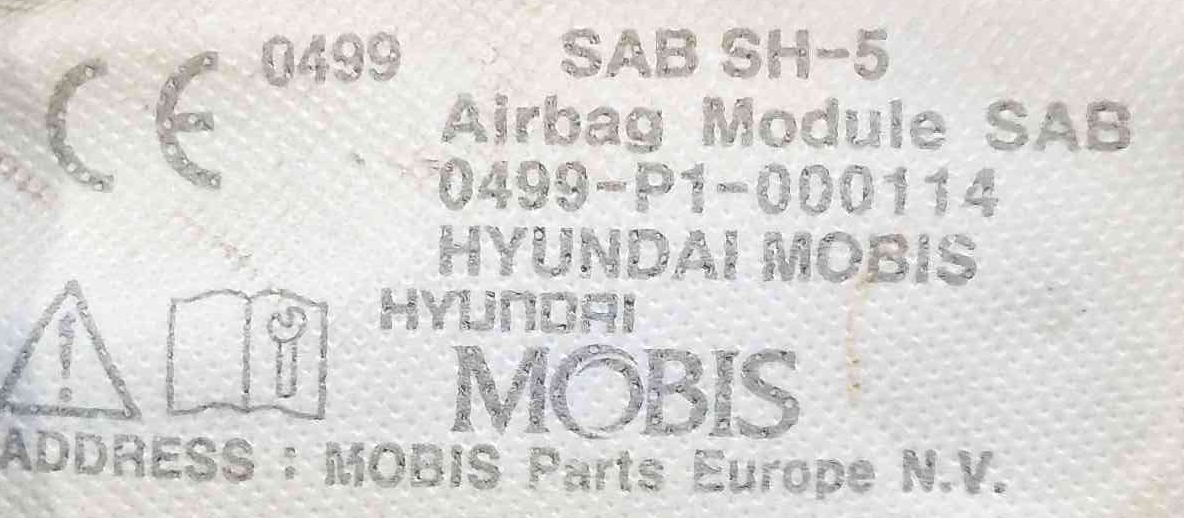 CE 0499 SAB SH-5
Airbag Module SAB
0499-P1-000114
HYUNDAI MOBIS
HYUNDAI
MOBIS
ADDRESS : MOBIS Parts Europe N.V.